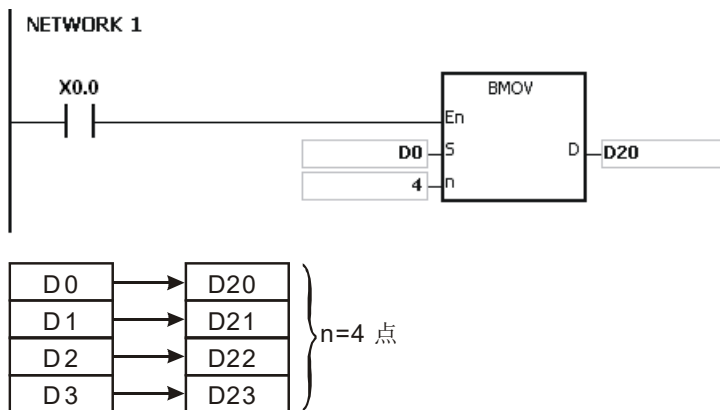 NETWORK 1
X0.0
BMOV
En
D0 S D D20
4 n
D0 D20
D1 D21
D2 D22
D3 D23
n=4 点